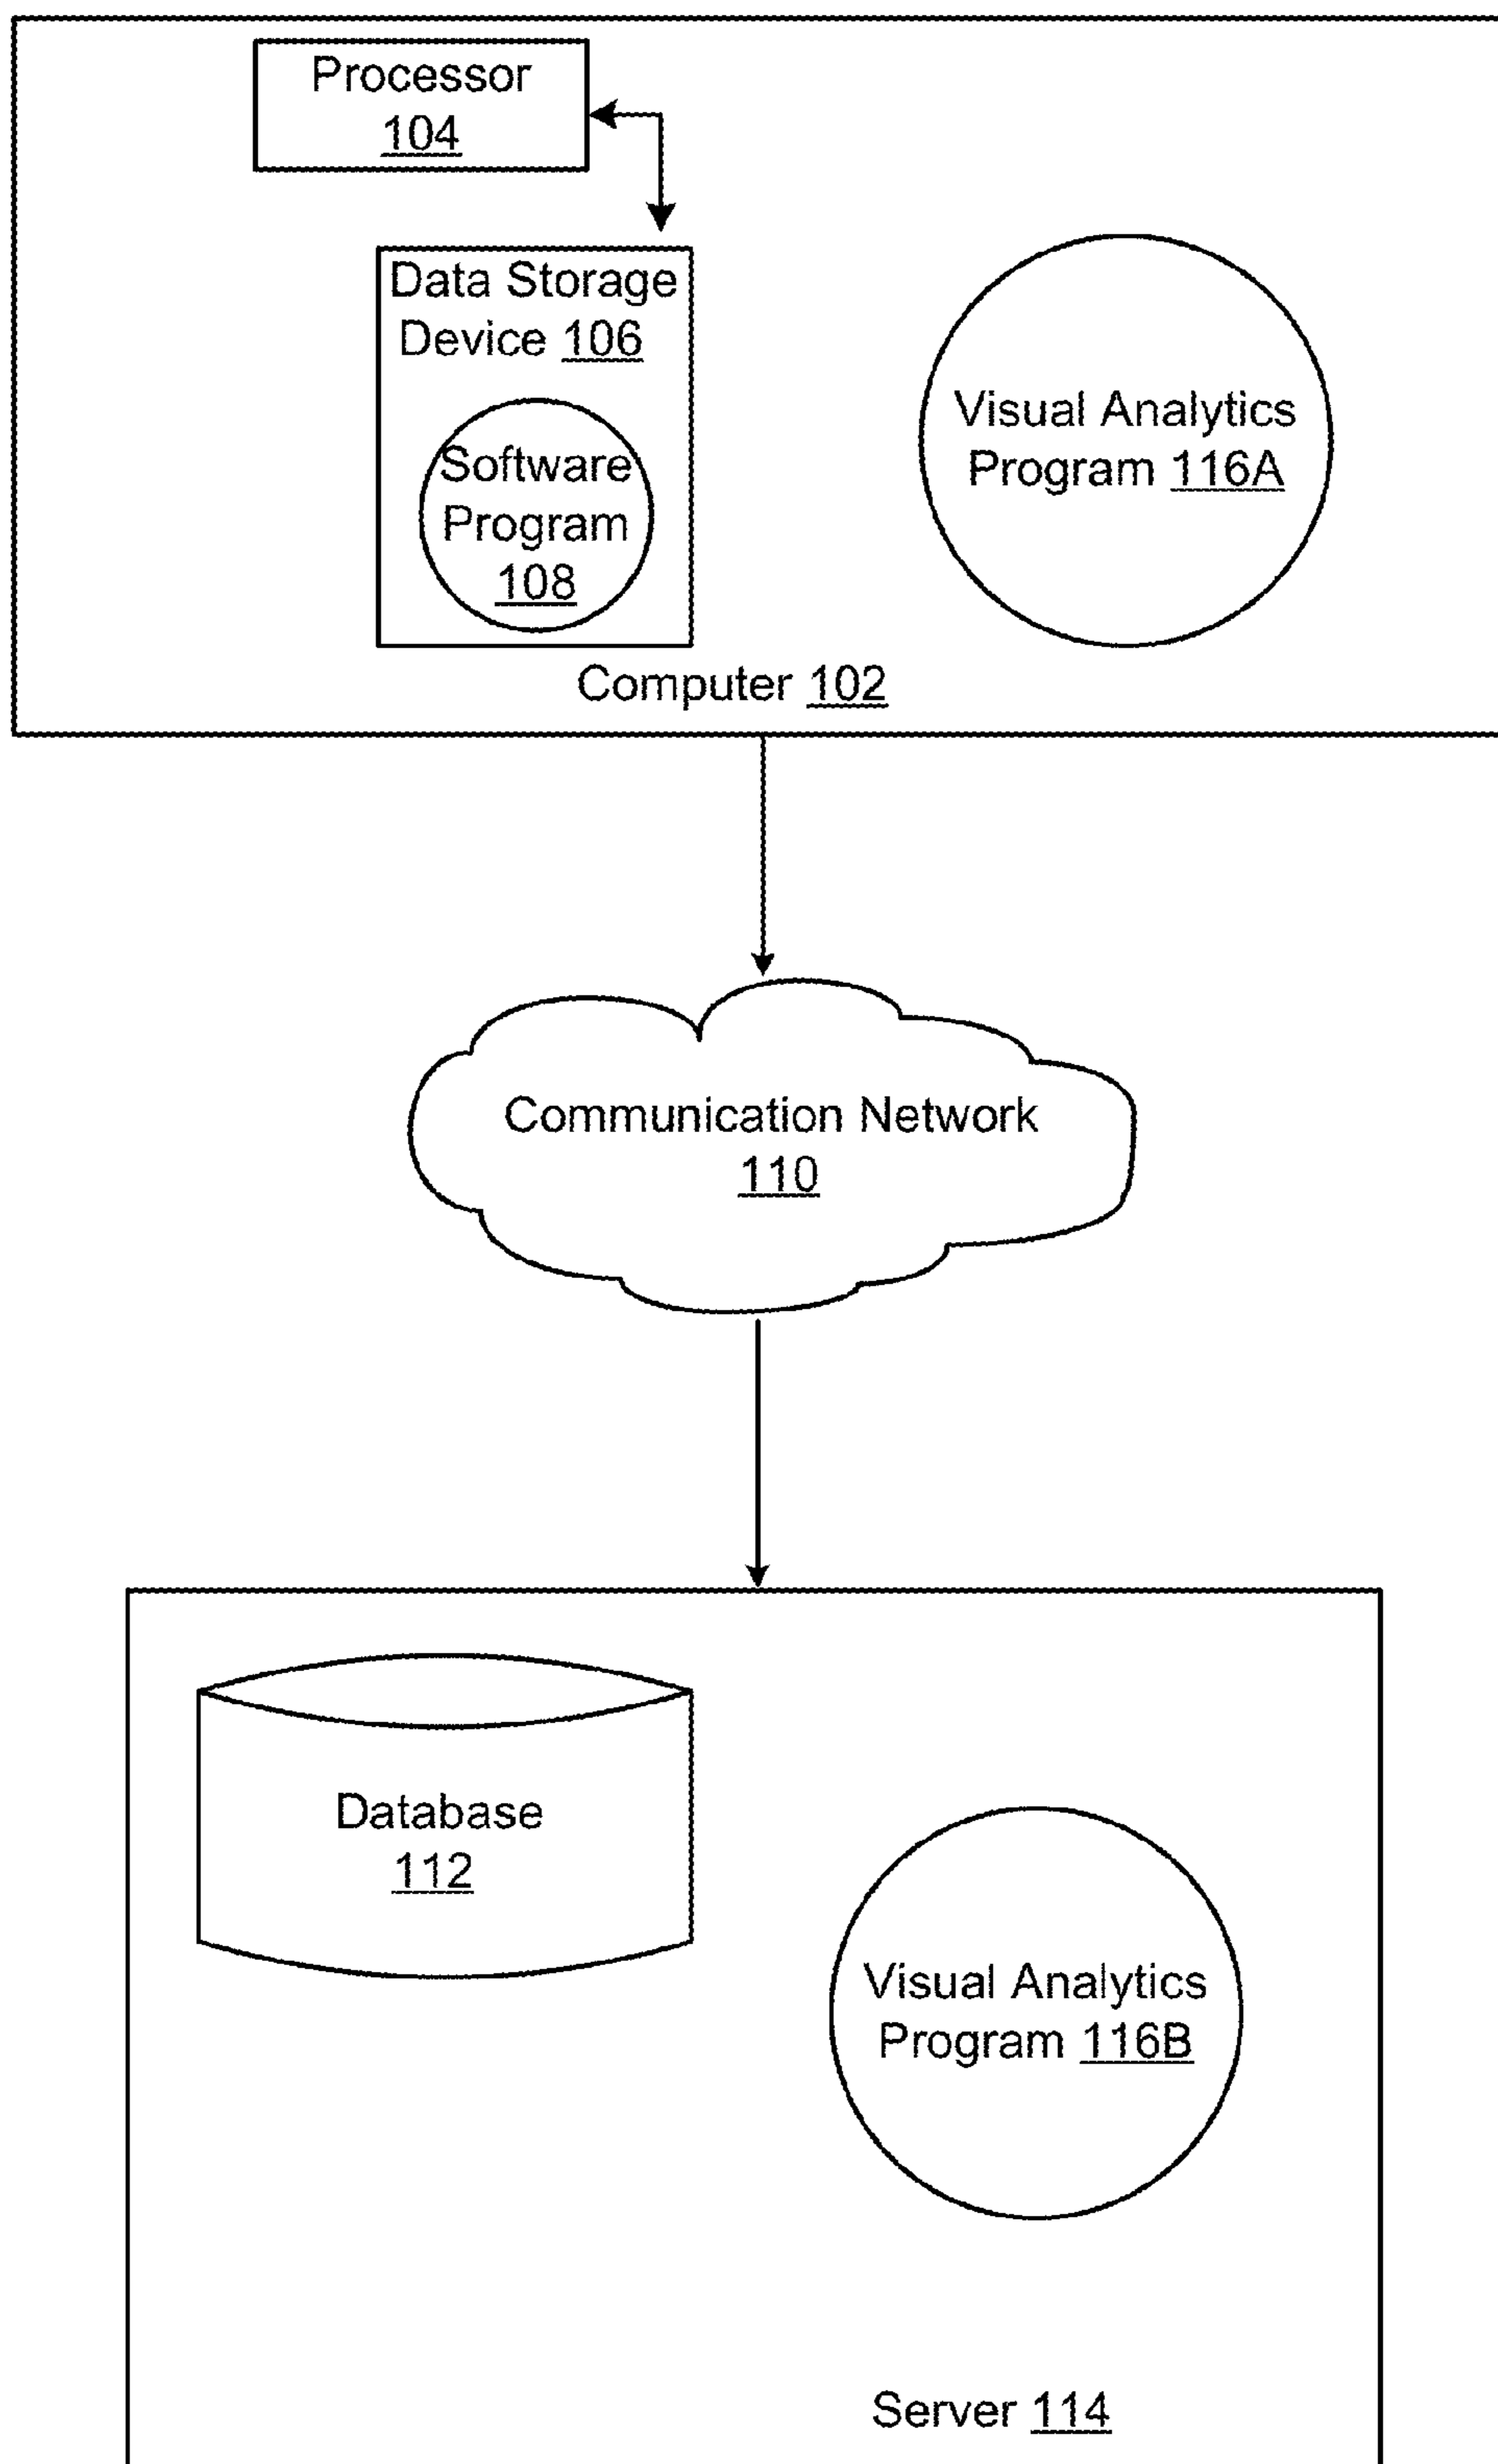 Processor
104
Data Storage
Device 106
Software
Program
108
Visual Analytics
Program 116A
Computer 102
Communication Network
110
Database
112
Visual Analytics
Program 116B
Server 114